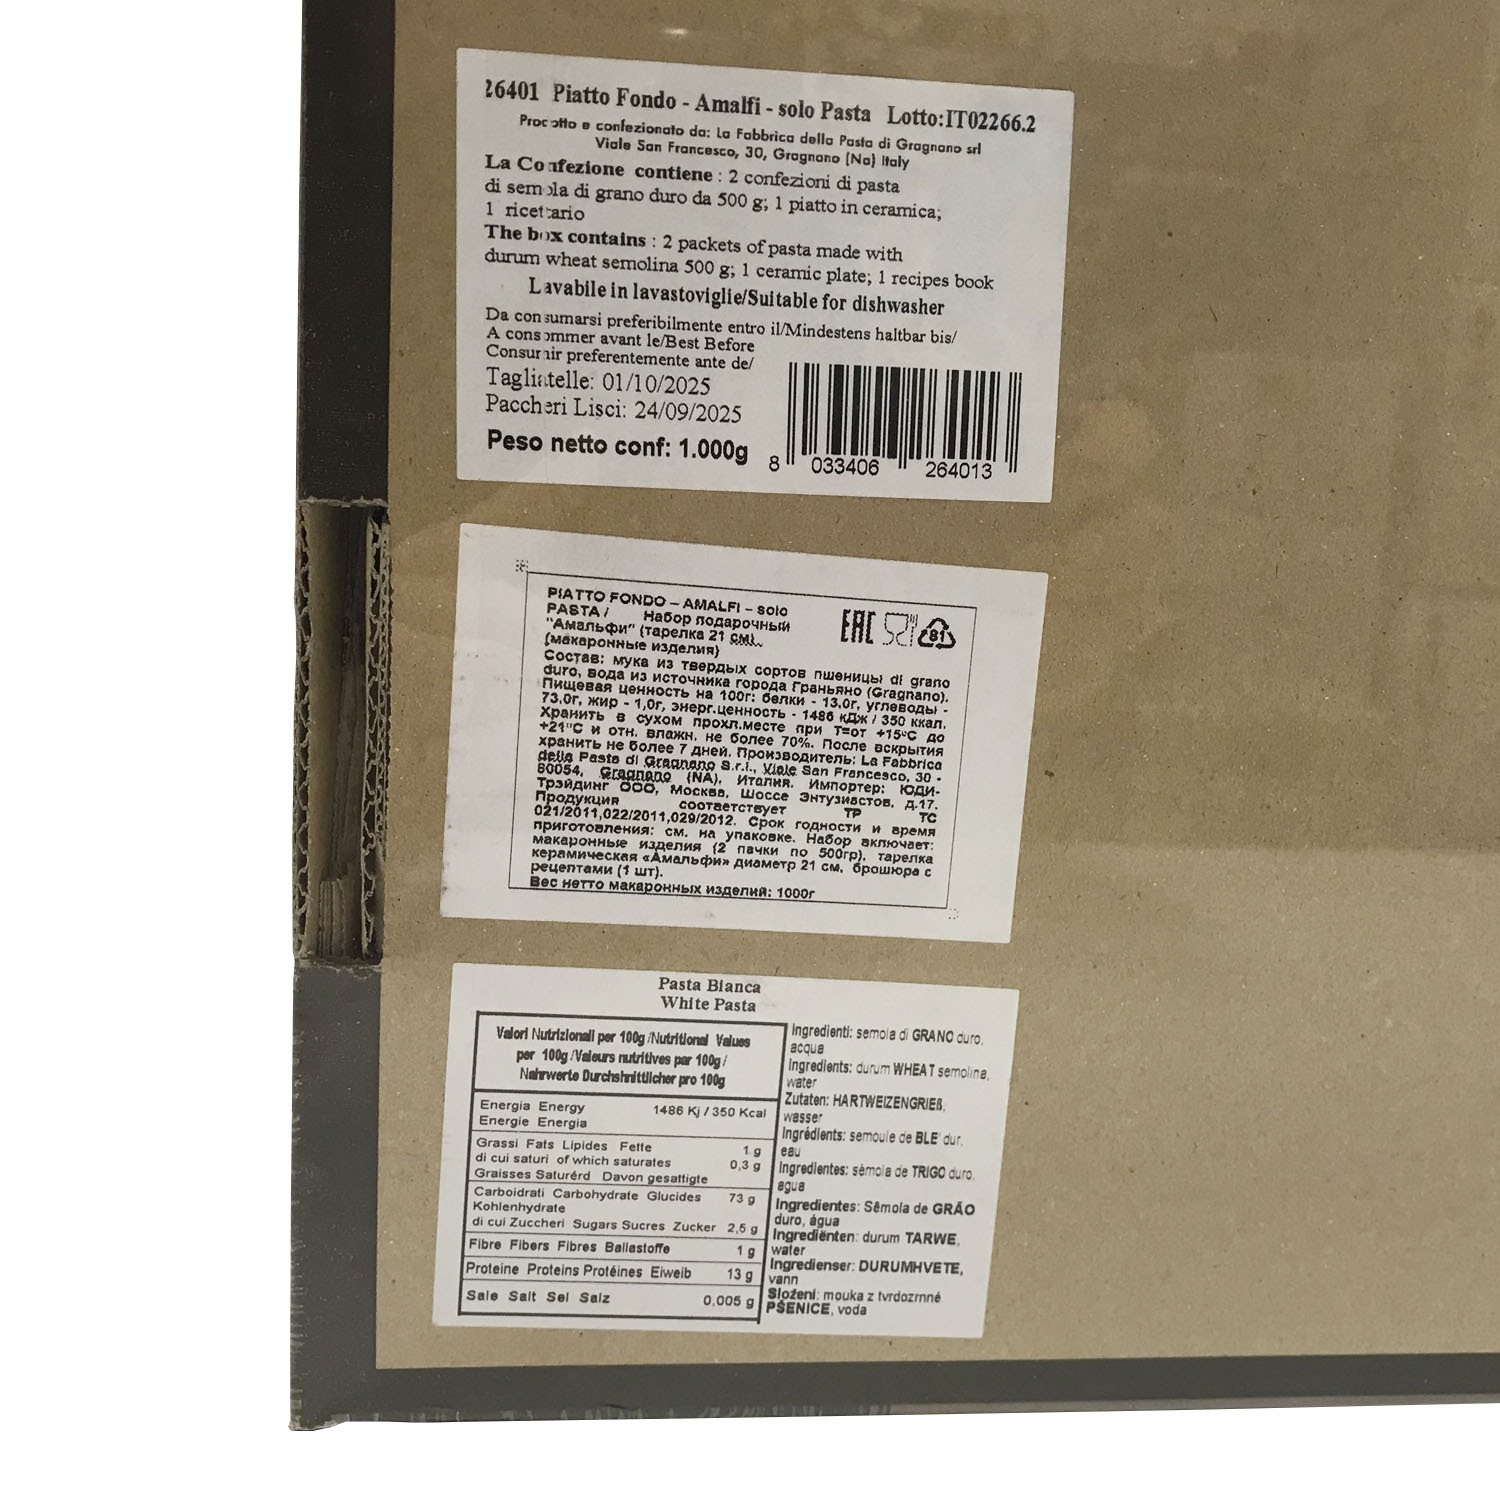 26401 Piatto Fondo - Amalfi - solo Pasta Lotto:IT02266.2
Prodotto e confezionato da: La Fabbrica della Pasta di Gragnano srl
Viale San Francesco, 30, Gragnano (Na) Italy
La Confezione contiene : 2 confezioni di pasta
di semola di grano duro da 500 g; 1 piatto in ceramica;
1 ricettario
The box contains : 2 packets of pasta made with
durum wheat semolina 500 g; 1 ceramic plate; 1 recipes book
Lavabile in lavastoviglie/Suitable for dishwasher
Da consumarsi preferibilmente entro il/Mindestens haltbar bis/
A consommer avant le/Best Before
Consumir preferentemente ante de/
Tagliatelle: 01/10/2025
Paccheri Lisci: 24/09/2025
Peso netto conf: 1.000g
8 033406 264013
PIATTO FONDO – AMALFI – solo
PASTA / Набор подарочный
"Амальфи" (тарелка 21 см).
(макаронные изделия)
EAC
81
Состав: мука из твердых сортов пшеницы di grano
duro, вода из источника города Граньяно (Gragnano).
Пищевая ценность на 100г: белки - 13,0г, углеводы -
73,0г, жир - 1,0г, энерг.ценность - 1486 кДж / 350 ккал.
Хранить в сухом прохл.месте при Т=от +15°С до
+21°С и отн. влажн. не более 70%. После вскрытия
хранить не более 7 дней. Производитель: La Fabbrica
della Pasta di Gragnano S.r.l., Viale San Francesco, 30 -
80054, Gragnano (NA), Италия. Импортер: ЮДИ-
Трэйдинг ООО, Москва, Шоссе Энтузиастов, д.17.
Продукция соответствует ТР ТС
021/2011,022/2011,029/2012. Срок годности и время
приготовления: см. на упаковке. Набор включает:
макаронные изделия (2 пачки по 500гр), тарелка
керамическая «Амальфи» диаметр 21 см, брошюра с
рецептами (1 шт).
Вес нетто макаронных изделий: 1000г
Pasta Bianca
White Pasta
Valori Nutrizionali per 100g /Nutritional Values
per 100g /Valeurs nutritives par 100g /
Nahrwerte Durchshnittlicher pro 100g
Energia Energy 1486 Kj / 350 Kcal
Energie Energia
Grassi Fats Lipides Fette 1 g
di cui saturi of which saturates 0,3 g
Graisses Saturérd Davon gesattigte
Carboidrati Carbohydrate Glucides 73 g
Kohlenhydrate
di cui Zuccheri Sugars Sucres Zucker 2,5 g
Fibre Fibers Fibres Ballastoffe 1 g
Proteine Proteins Protéines Eiweib 13 g
Sale Salt Sel Salz 0,005 g
Ingredienti: semola di GRANO duro,
acqua
Ingredients: durum WHEAT semolina,
water
Zutaten: HARTWEIZENGRIEß,
wasser
Ingrédients: semoule de BLE' dur,
eau
Ingredientes: sèmola de TRIGO duro,
agua
Ingredientes: Sêmola de GRÃO
duro, água
Ingrediënten: durum TARWE,
water
Ingredienser: DURUMHVETE,
vann
Složení: mouka z tvrdozrnné
PŠENICE, voda